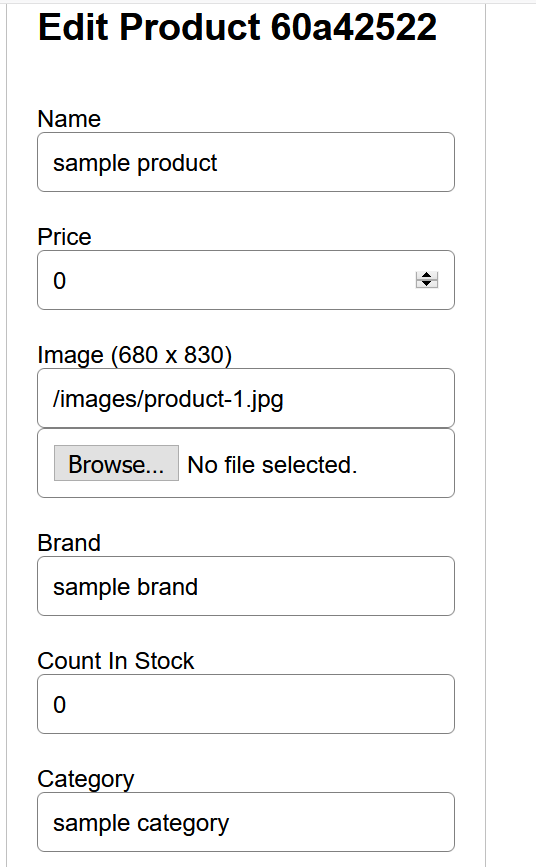 Edit Product 60a42522
Name
sample product
Price
0
Image (680 x 830)
/images/product-1.jpg
Browse... No file selected.
Brand
sample brand
Count In Stock
0
Category
sample category